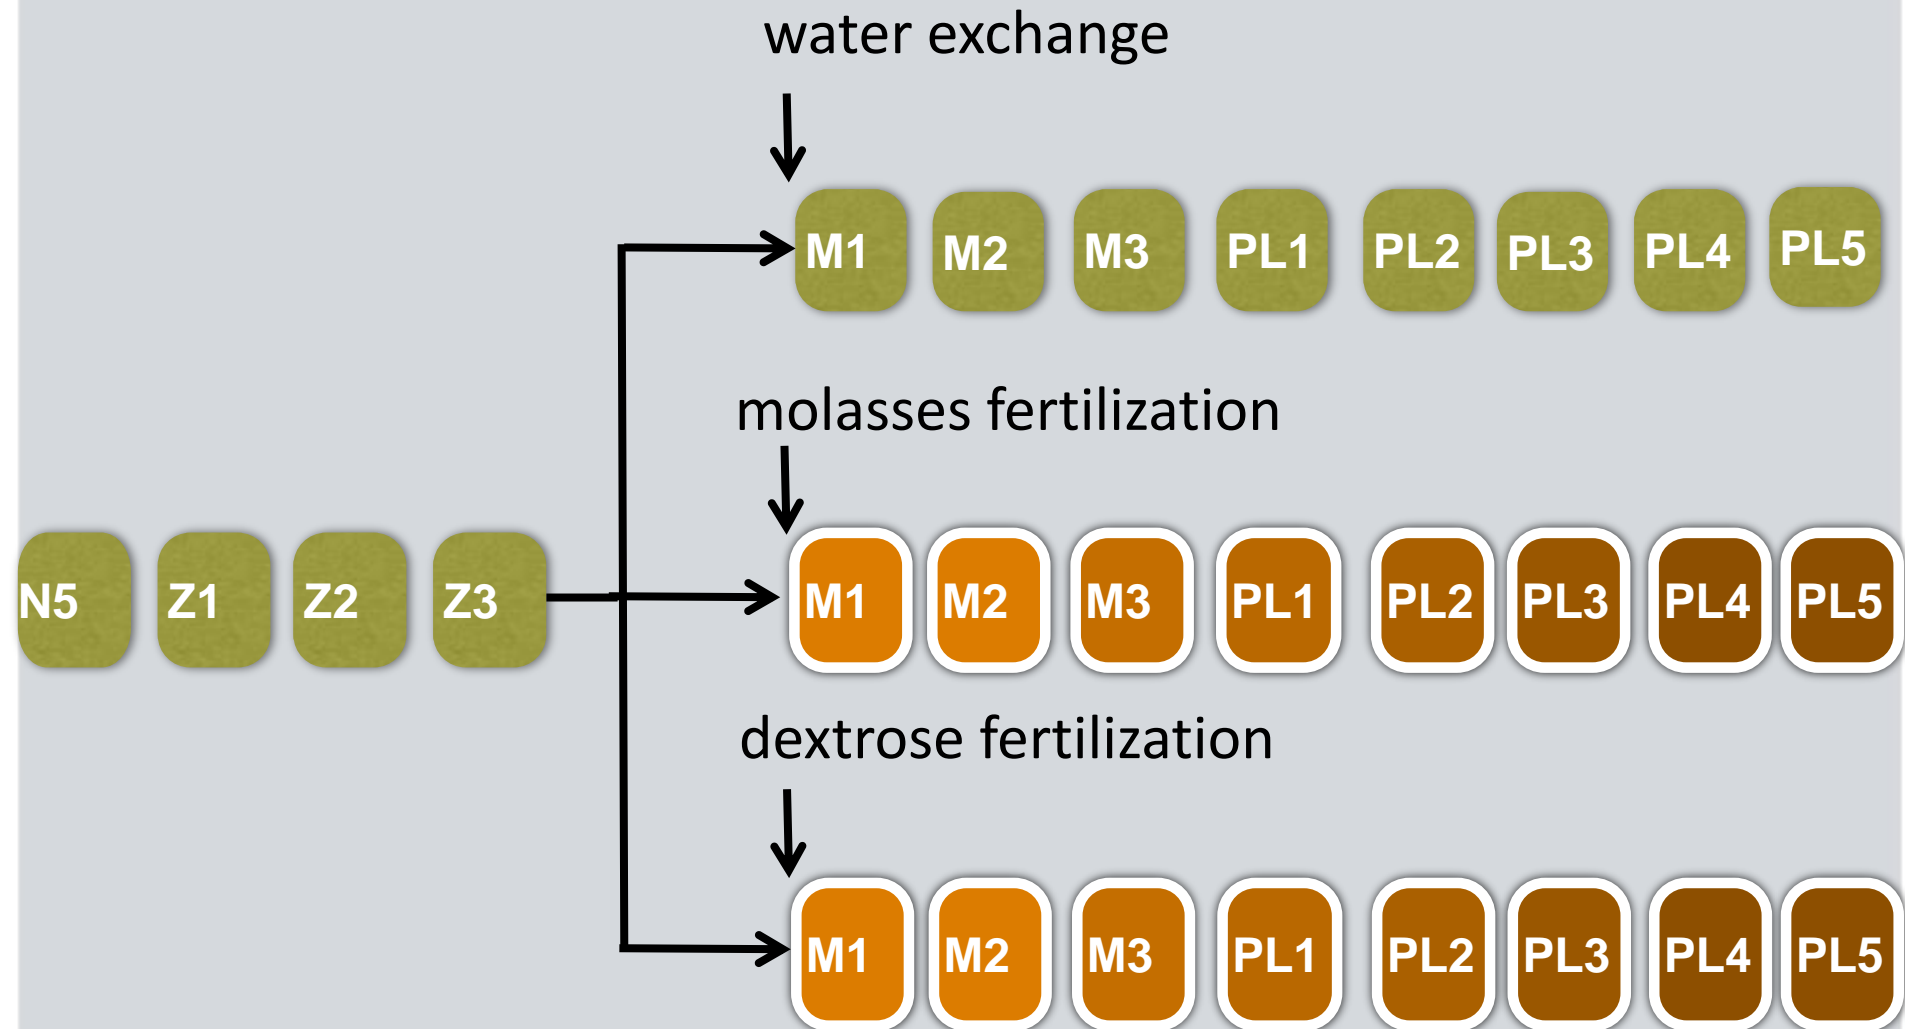 water exchange
M1 M2 M3 PL1 PL2 PL3 PL4 PL5
molasses fertilization
N5 Z1 Z2 Z3 M1 M2 M3 PL1 PL2 PL3 PL4 PL5
dextrose fertilization
M1 M2 M3 PL1 PL2 PL3 PL4 PL5